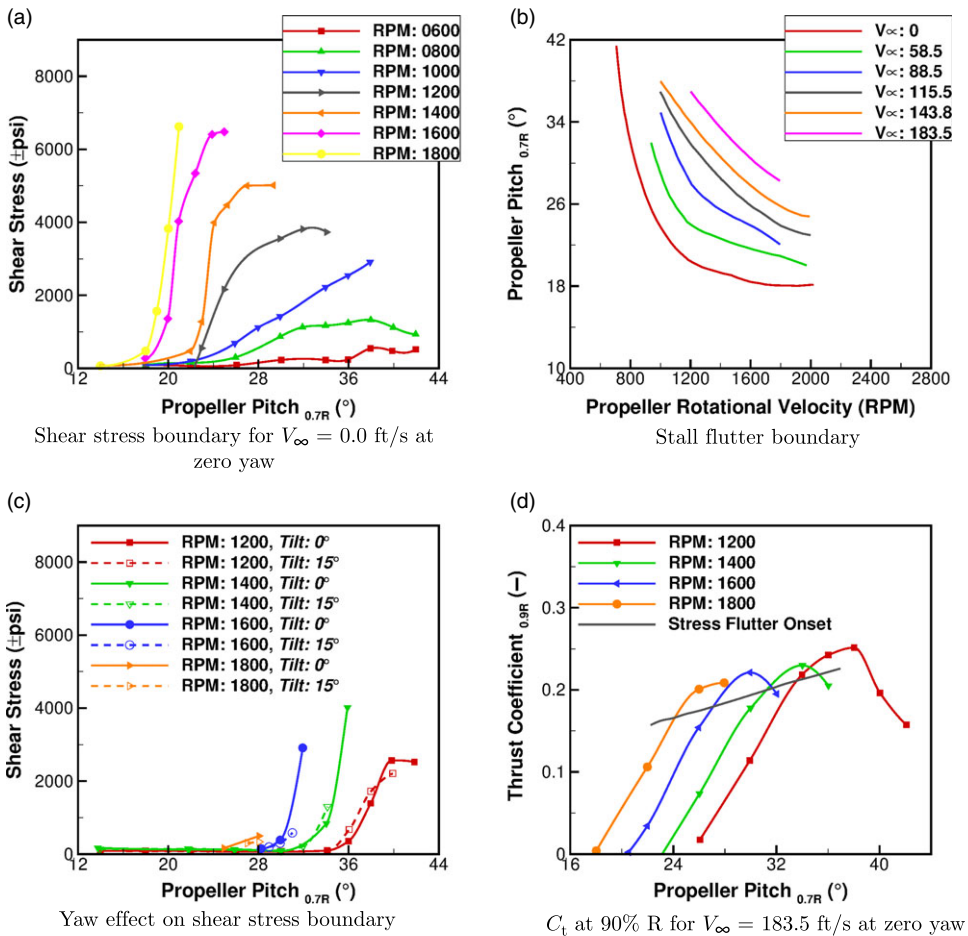 (a)
RPM: 0600
RPM: 0800
RPM: 1000
RPM: 1200
RPM: 1400
RPM: 1600
RPM: 1800
8000
6000
4000
2000
0
12 20 28 36 44
Shear Stress (±psi)
Propeller Pitch 0.7R (°)
Shear stress boundary for V∞ = 0.0 ft/s at
zero yaw
(b)
V∝: 0
V∝: 58.5
V∝: 88.5
V∝: 115.5
V∝: 143.8
V∝: 183.5
42
34
26
18
10
400 800 1200 1600 2000 2400 2800
Propeller Pitch 0.7R (°)
Propeller Rotational Velocity (RPM)
Stall flutter boundary
(c)
RPM: 1200, Tilt: 0°
RPM: 1200, Tilt: 15°
RPM: 1400, Tilt: 0°
RPM: 1400, Tilt: 15°
RPM: 1600, Tilt: 0°
RPM: 1600, Tilt: 15°
RPM: 1800, Tilt: 0°
RPM: 1800, Tilt: 15°
8000
6000
4000
2000
0
12 20 28 36 44
Shear Stress (±psi)
Propeller Pitch 0.7R (°)
Yaw effect on shear stress boundary
(d)
RPM: 1200
RPM: 1400
RPM: 1600
RPM: 1800
Stress Flutter Onset
0.4
0.3
0.2
0.1
0
16 24 32 40
Thrust Coefficient 0.9R (–)
Propeller Pitch 0.7R (°)
Ct at 90% R for V∞ = 183.5 ft/s at zero yaw